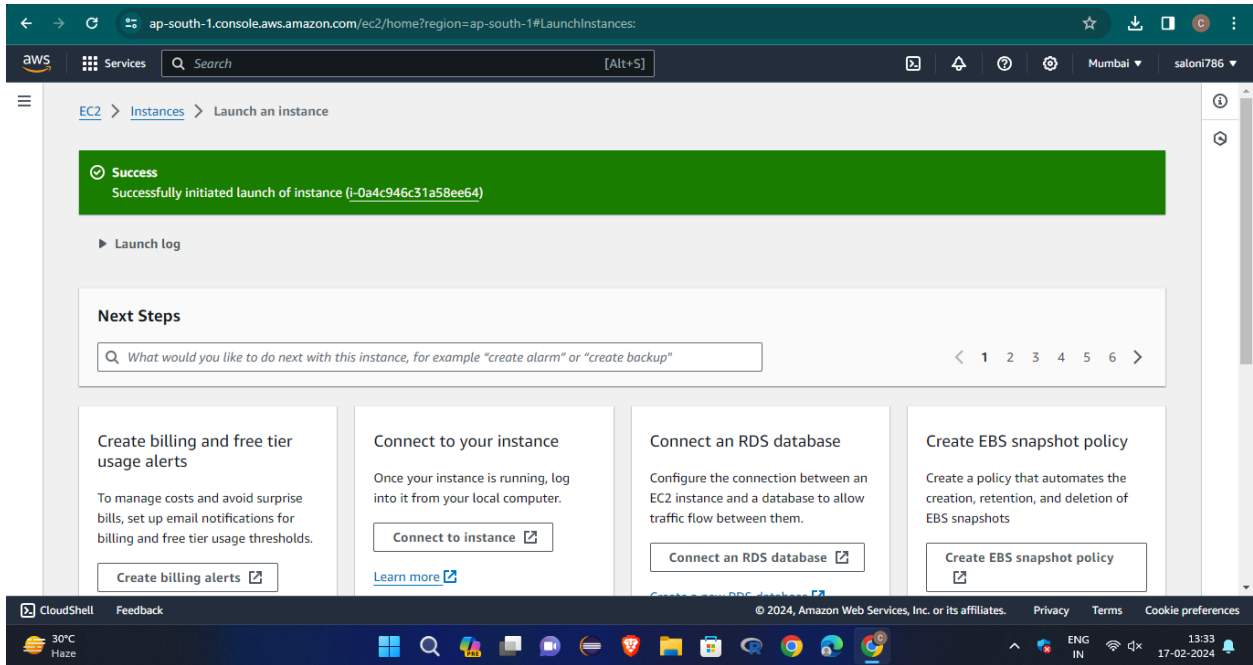 ap-south-1.console.aws.amazon.com/ec2/home?region=ap-south-1#LaunchInstances:
C
aws Services Search [Alt+S] Mumbai ▼ saloni786 ▼
EC2 > Instances > Launch an instance
Success
Successfully initiated launch of instance (i-0a4c946c31a58ee64)
Launch log
Next Steps
What would you like to do next with this instance, for example "create alarm" or "create backup"
1 2 3 4 5 6
Create billing and free tier
usage alerts
To manage costs and avoid surprise
bills, set up email notifications for
billing and free tier usage thresholds.
Create billing alerts
Connect to your instance
Once your instance is running, log
into it from your local computer.
Connect to instance
Learn more
Connect an RDS database
Configure the connection between an
EC2 instance and a database to allow
traffic flow between them.
Connect an RDS database
Create a new RDS database
Create EBS snapshot policy
Create a policy that automates the
creation, retention, and deletion of
EBS snapshots
Create EBS snapshot policy
CloudShell Feedback © 2024, Amazon Web Services, Inc. or its affiliates. Privacy Terms Cookie preferences
30°C
Haze
PRE
C
ENG
IN
13:33
17-02-2024